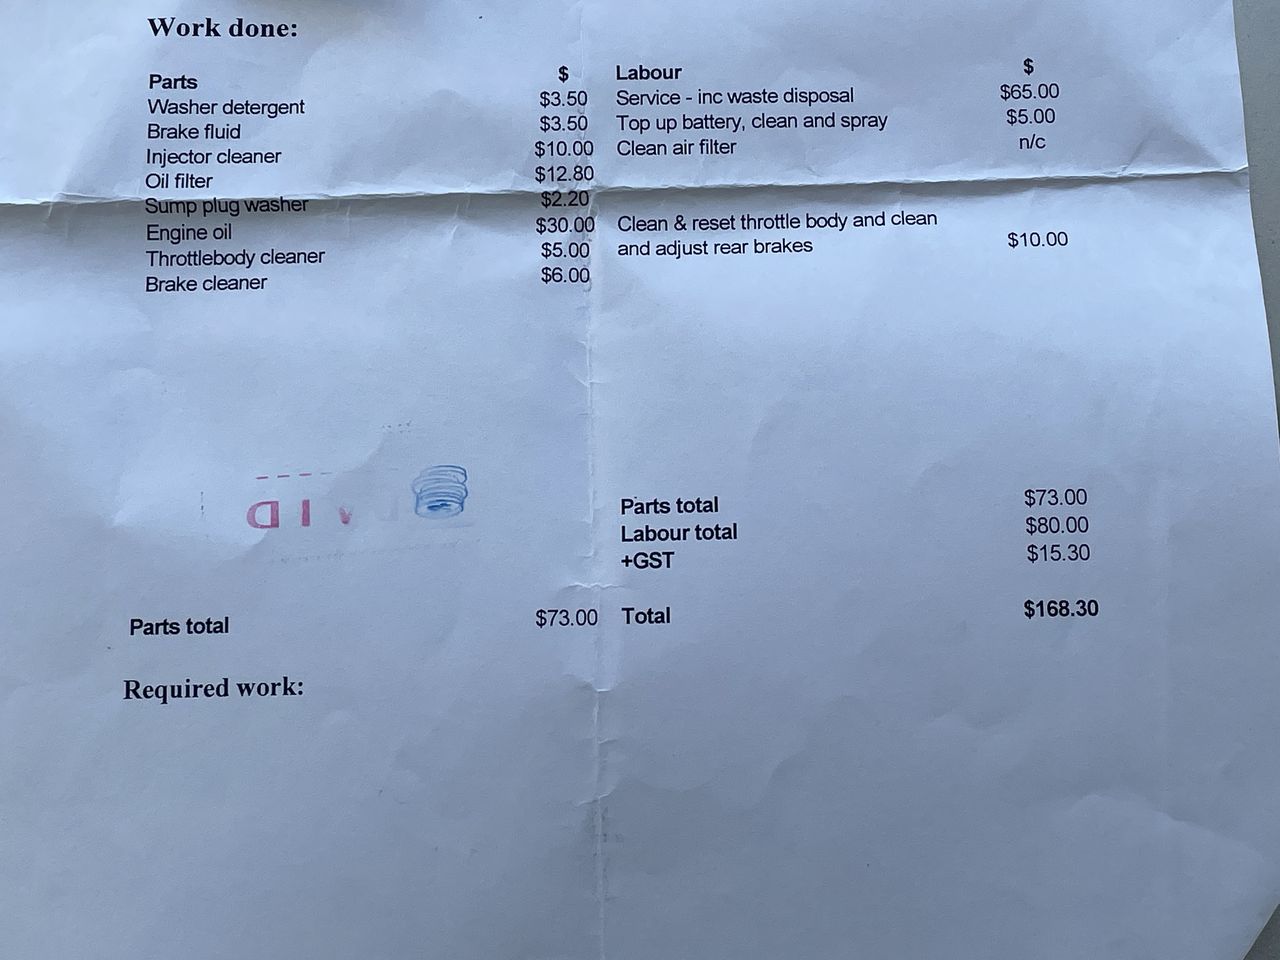 Work done:
Parts $ Labour $
Washer detergent $3.50 Service - inc waste disposal $65.00
Brake fluid $3.50 Top up battery, clean and spray $5.00
Injector cleaner $10.00 Clean air filter n/c
Oil filter $12.80
Sump plug washer $2.20
Engine oil $30.00 Clean & reset throttle body and clean
Throttlebody cleaner $5.00 and adjust rear brakes $10.00
Brake cleaner $6.00
Parts total $73.00
Labour total $80.00
+GST $15.30
Parts total $73.00 Total $168.30
Required work: